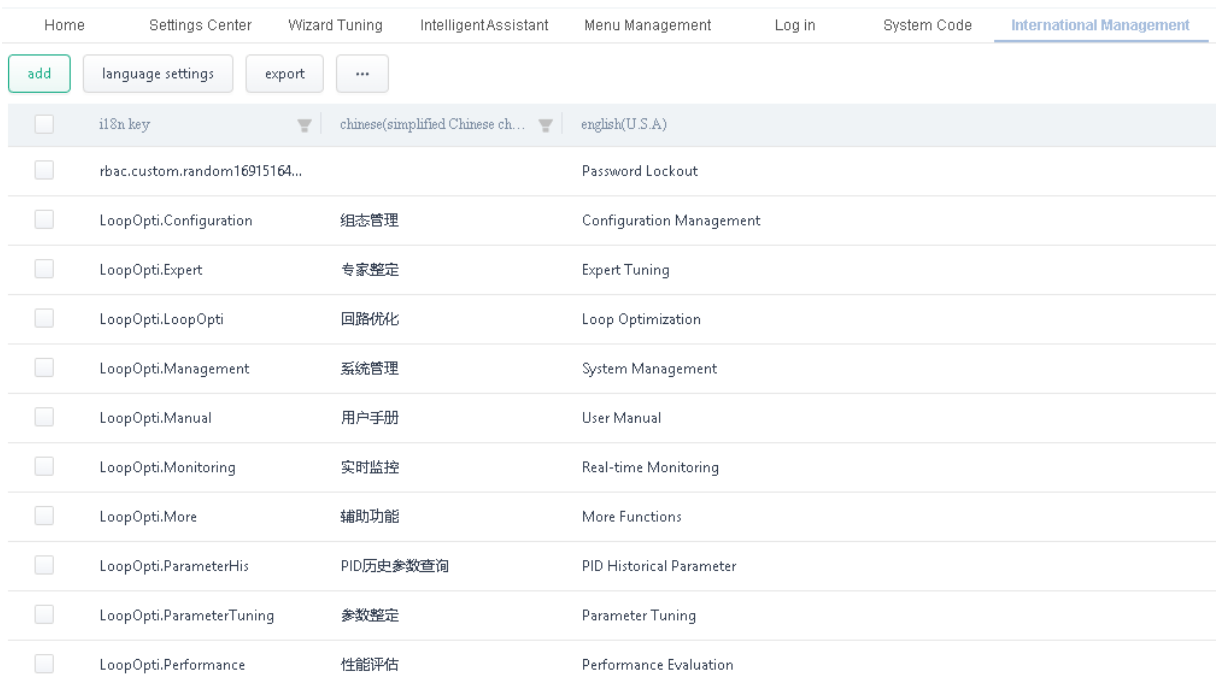 Home Settings Center Wizard Tuning IntelligentAssistant Menu Management Log in System Code International Management
add language settings export ...
i18n key chinese(simplified Chinese ch... english(U.S.A)
rbac.custom.random16915164... Password Lockout
LoopOpti.Configuration 组态管理 Configuration Management
LoopOpti.Expert 专家整定 Expert Tuning
LoopOpti.LoopOpti 回路优化 Loop Optimization
LoopOpti.Management 系统管理 System Management
LoopOpti.Manual 用户手册 User Manual
LoopOpti.Monitoring 实时监控 Real-time Monitoring
LoopOpti.More 辅助功能 More Functions
LoopOpti.ParameterHis PID历史参数查询 PID Historical Parameter
LoopOpti.ParameterTuning 参数整定 Parameter Tuning
LoopOpti.Performance 性能评估 Performance Evaluation